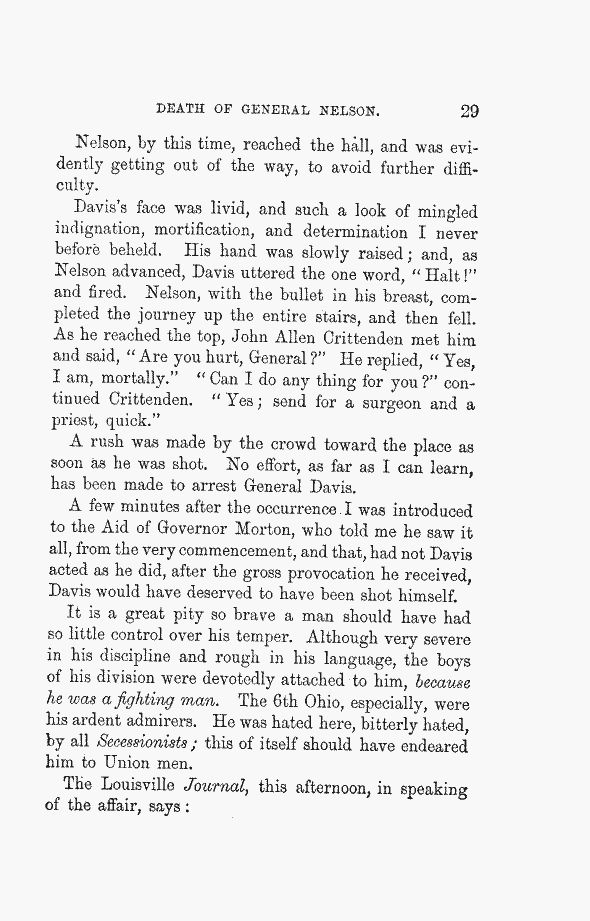 DEATH OF GENERAL NELSON. 29
Nelson, by this time, reached the hall, and was evi-
dently getting out of the way, to avoid further diffi-
culty.
Davis's face was livid, and such a look of mingled
indignation, mortification, and determination I never
before beheld. His hand was slowly raised; and, as
Nelson advanced, Davis uttered the one word, "Halt!"
and fired. Nelson, with the bullet in his breast, com-
pleted the journey up the entire stairs, and then fell.
As he reached the top, John Allen Crittenden met him
and said, "Are you hurt, General?" He replied, "Yes,
I am, mortally." "Can I do any thing for you?" con-
tinued Crittenden. "Yes; send for a surgeon and a
priest, quick."
A rush was made by the crowd toward the place as
soon as he was shot. No effort, as far as I can learn,
has been made to arrest General Davis.
A few minutes after the occurrence I was introduced
to the Aid of Governor Morton, who told me he saw it
all, from the very commencement, and that, had not Davis
acted as he did, after the gross provocation he received,
Davis would have deserved to have been shot himself.
It is a great pity so brave a man should have had
so little control over his temper. Although very severe
in his discipline and rough in his language, the boys
of his division were devotedly attached to him, because
he was a fighting man. The 6th Ohio, especially, were
his ardent admirers. He was hated here, bitterly hated,
by all Secessionists; this of itself should have endeared
him to Union men.
The Louisville Journal, this afternoon, in speaking
of the affair, says: